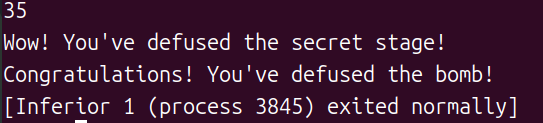 35
Wow! You've defused the secret stage!
Congratulations! You've defused the bomb!
[Inferior 1 (process 3845) exited normally]